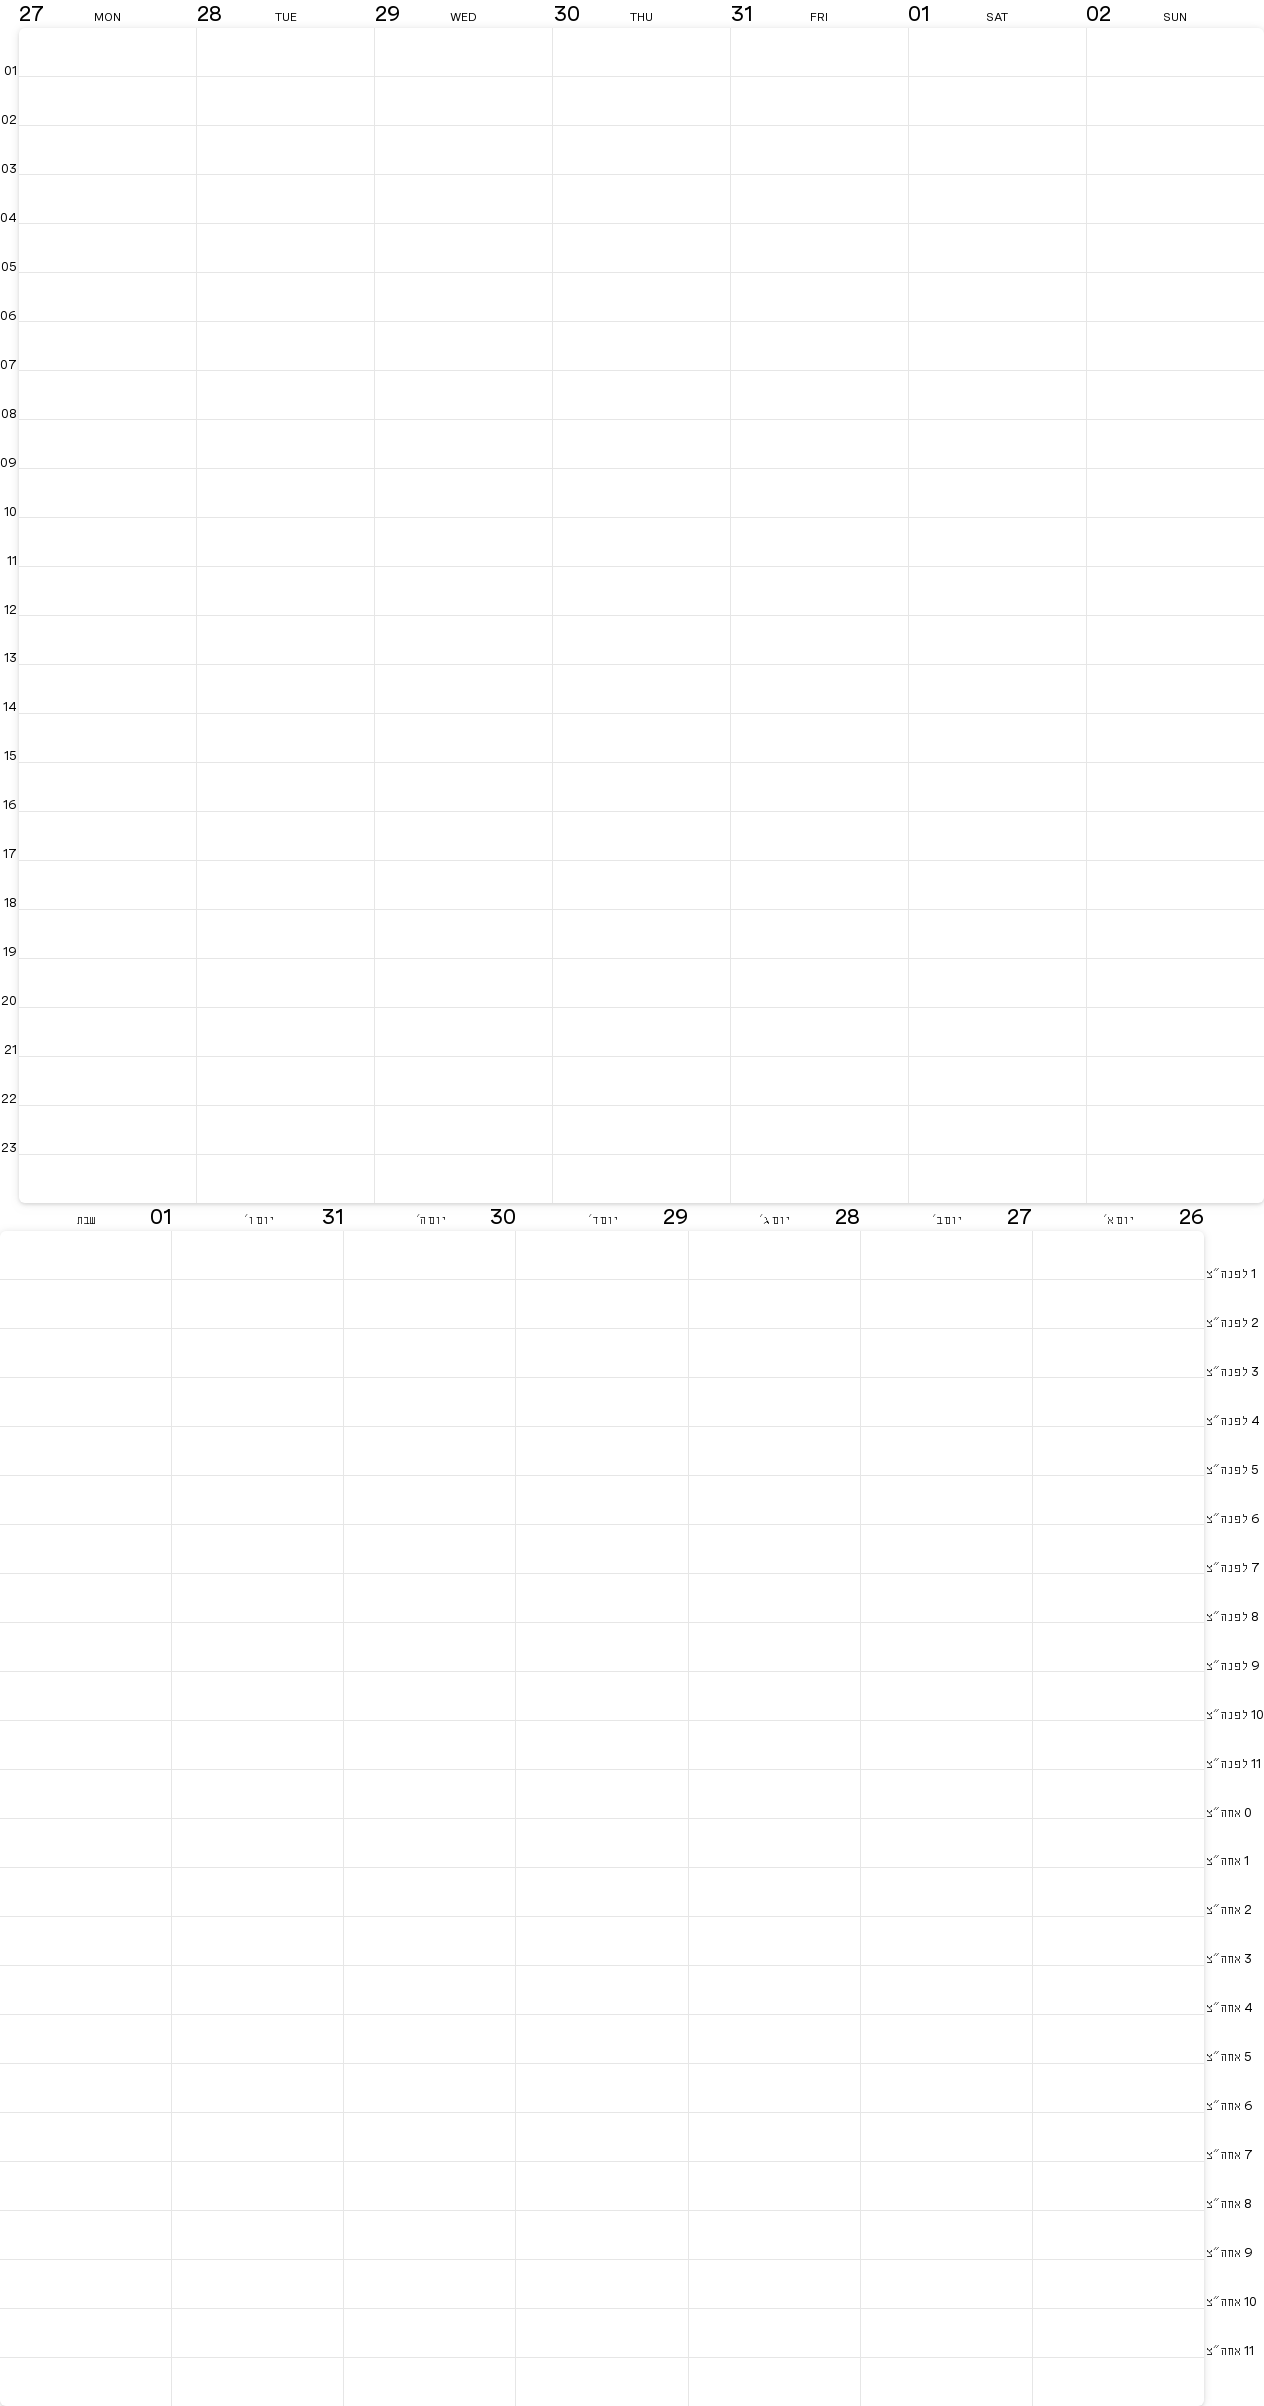 27 MON 28 TUE 29 WED 30 THU 31 FRI 01 SAT 02 SUN
01
02
03
04
05
06
07
08
09
10
11
12
13
14
15
16
17
18
19
20
21
22
23
26 יום א׳ 27 יום ב׳ 28 יום ג׳ 29 יום ד׳ 30 יום ה׳ 31 יום ו׳ 01 שבת
1 לפנה״צ
2 לפנה״צ
3 לפנה״צ
4 לפנה״צ
5 לפנה״צ
6 לפנה״צ
7 לפנה״צ
8 לפנה״צ
9 לפנה״צ
10 לפנה״צ
11 לפנה״צ
0 אחה״צ
1 אחה״צ
2 אחה״צ
3 אחה״צ
4 אחה״צ
5 אחה״צ
6 אחה״צ
7 אחה״צ
8 אחה״צ
9 אחה״צ
10 אחה״צ
11 אחה״צ